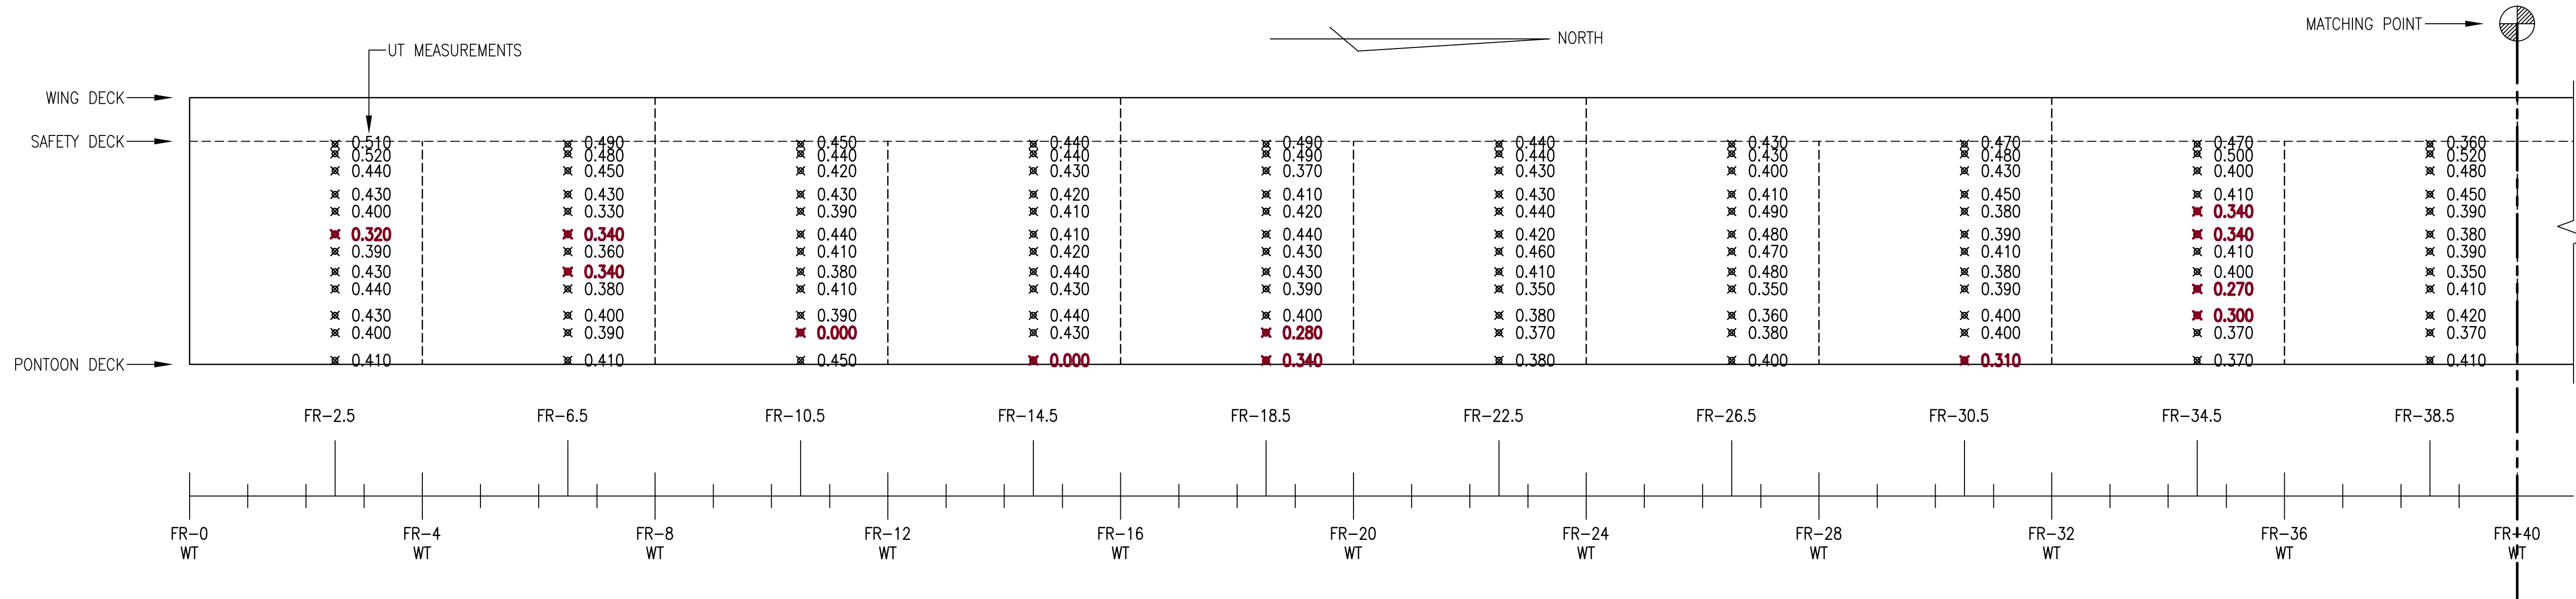 MATCHING POINT
NORTH
UT MEASUREMENTS
WING DECK
SAFETY DECK
0.510 0.490 0.450 0.440 0.490 0.440 0.430 0.470 0.470 0.360
0.520 0.480 0.440 0.440 0.490 0.440 0.430 0.480 0.500 0.520
0.440 0.450 0.420 0.430 0.370 0.430 0.400 0.430 0.400 0.480
0.430 0.430 0.430 0.420 0.410 0.430 0.410 0.450 0.410 0.450
0.400 0.330 0.390 0.410 0.420 0.440 0.490 0.380 0.340 0.390
0.320 0.340 0.440 0.410 0.440 0.420 0.480 0.390 0.340 0.380
0.390 0.360 0.410 0.420 0.430 0.460 0.470 0.410 0.410 0.390
0.430 0.340 0.380 0.440 0.430 0.410 0.480 0.380 0.400 0.350
0.440 0.380 0.410 0.430 0.390 0.350 0.350 0.390 0.270 0.410
0.430 0.400 0.390 0.440 0.400 0.380 0.360 0.400 0.300 0.420
0.400 0.390 0.000 0.430 0.280 0.370 0.380 0.400 0.370 0.370
PONTOON DECK 0.410 0.410 0.450 0.000 0.340 0.380 0.400 0.310 0.370 0.410
FR-2.5 FR-6.5 FR-10.5 FR-14.5 FR-18.5 FR-22.5 FR-26.5 FR-30.5 FR-34.5 FR-38.5
FR-0 FR-4 FR-8 FR-12 FR-16 FR-20 FR-24 FR-28 FR-32 FR-36 FR-40
WT WT WT WT WT WT WT WT WT WT WT